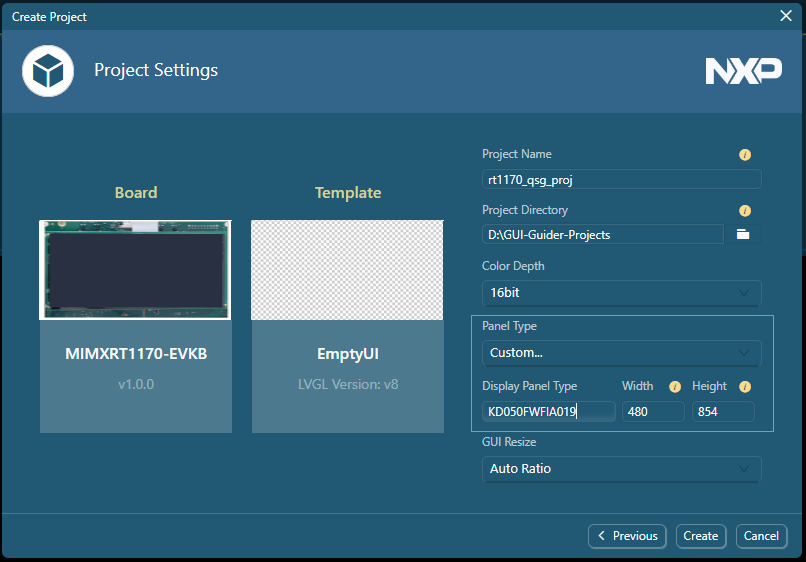 Create Project
Project Settings
NXP
Board
Template
MIMXRT1170-EVKB
v1.0.0
EmptyUI
LVGL Version: v8
Project Name
rt1170_qsg_proj
Project Directory
D:\GUI-Guider-Projects
Color Depth
16bit
Panel Type
Custom...
Display Panel Type
Width
Height
KD050FWFIA019
480
854
GUI Resize
Auto Ratio
Previous
Create
Cancel